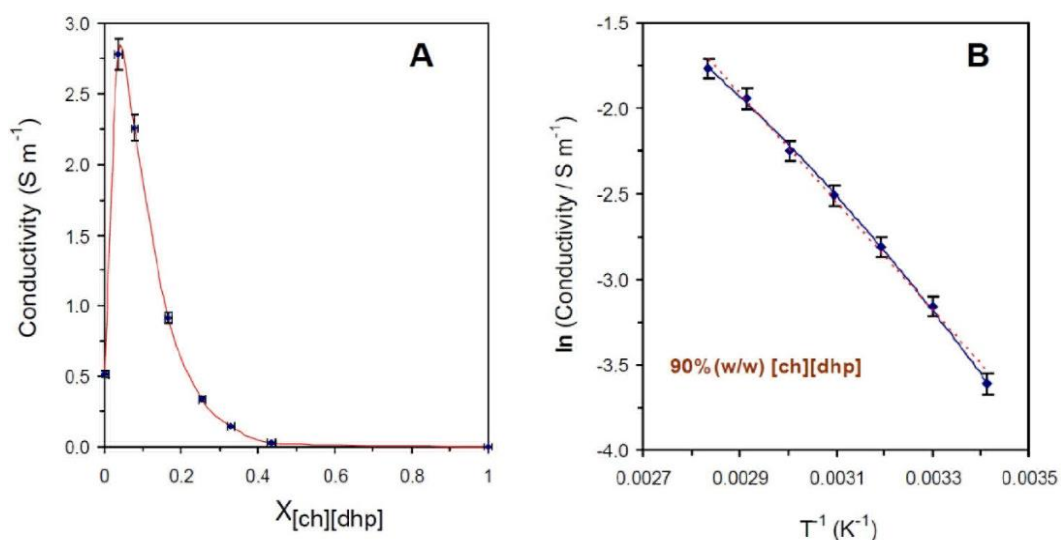 A
Conductivity (S m⁻¹)
3.0
2.5
2.0
1.5
1.0
0.5
0.0
0 0.2 0.4 0.6 0.8 1
X[ch][dhp]
B
ln (Conductivity / S m⁻¹)
-1.5
-2.0
-2.5
-3.0
-3.5
-4.0
90% (w/w) [ch][dhp]
0.0027 0.0029 0.0031 0.0033 0.0035
T⁻¹ (K⁻¹)